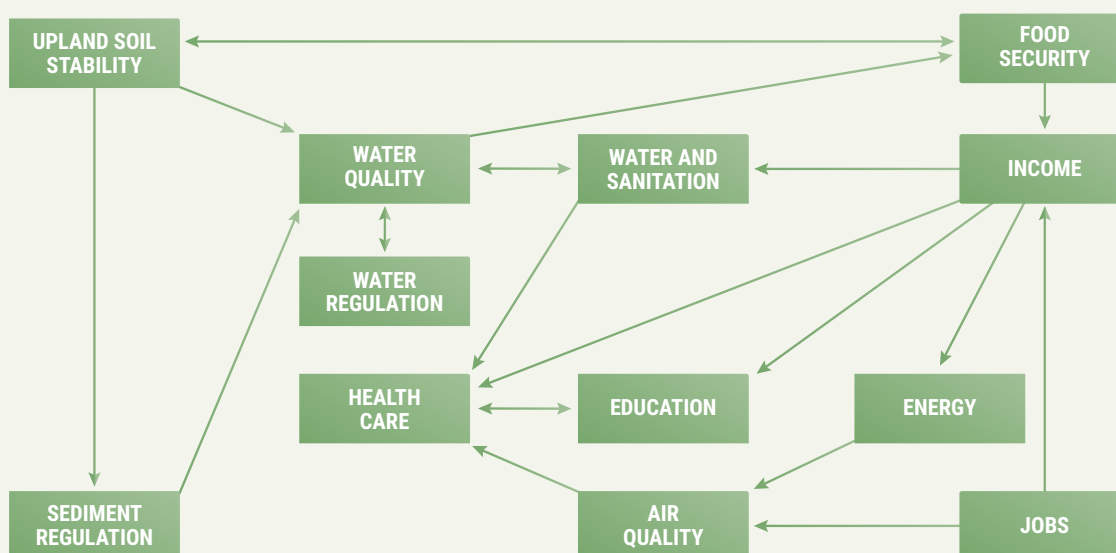 UPLAND SOIL
STABILITY
FOOD
SECURITY
WATER
QUALITY
WATER AND
SANITATION
INCOME
WATER
REGULATION
HEALTH
CARE
EDUCATION
ENERGY
SEDIMENT
REGULATION
AIR
QUALITY
JOBS